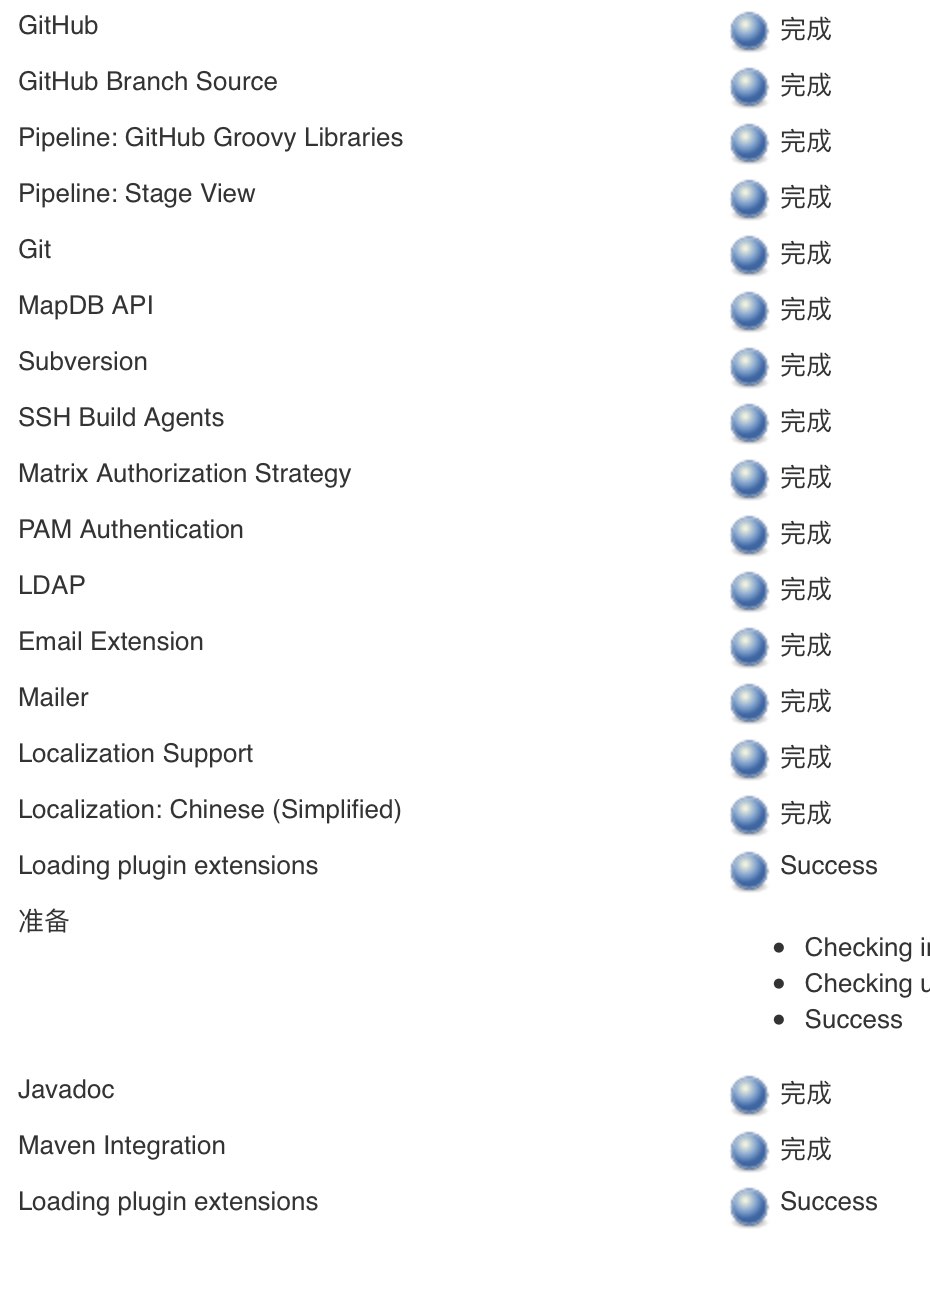 GitHub 完成
GitHub Branch Source 完成
Pipeline: GitHub Groovy Libraries 完成
Pipeline: Stage View 完成
Git 完成
MapDB API 完成
Subversion 完成
SSH Build Agents 完成
Matrix Authorization Strategy 完成
PAM Authentication 完成
LDAP 完成
Email Extension 完成
Mailer 完成
Localization Support 完成
Localization: Chinese (Simplified) 完成
Loading plugin extensions Success
准备
Checking
Checking
Success
Javadoc 完成
Maven Integration 完成
Loading plugin extensions Success